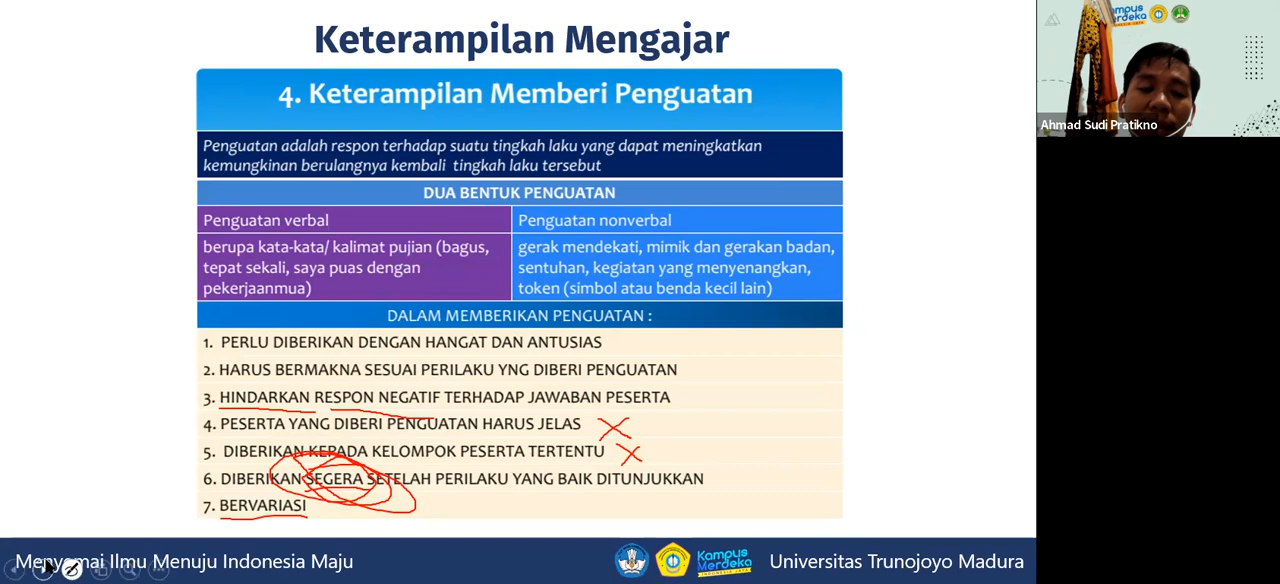 Keterampilan Mengajar
4. Keterampilan Memberi Penguatan
Penguatan adalah respon terhadap suatu tingkah laku yang dapat meningkatkan
kemungkinan berulangnya kembali tingkah laku tersebut
DUA BENTUK PENGUATAN
Penguatan verbal
berupa kata-kata/ kalimat pujian (bagus,
tepat sekali, saya puas dengan
pekerjaanmua)
Penguatan nonverbal
gerak mendekati, mimik dan gerakan badan,
sentuhan, kegiatan yang menyenangkan,
token (simbol atau benda kecil lain)
DALAM MEMBERIKAN PENGUATAN :
1. PERLU DIBERIKAN DENGAN HANGAT DAN ANTUSIAS
2. HARUS BERMAKNA SESUAI PERILAKU YNG DIBERI PENGUATAN
3. HINDARKAN RESPON NEGATIF TERHADAP JAWABAN PESERTA
4. PESERTA YANG DIBERI PENGUATAN HARUS JELAS
5. DIBERIKAN KEPADA KELOMPOK PESERTA TERTENTU
6. DIBERIKAN SEGERA SETELAH PERILAKU YANG BAIK DITUNJUKKAN
7. BERVARIASI
Menyemai Ilmu Menuju Indonesia Maju
Kampus
Merdeka
INDONESIA JAYA
Universitas Trunojoyo Madura
Ahmad Sudi Pratikno